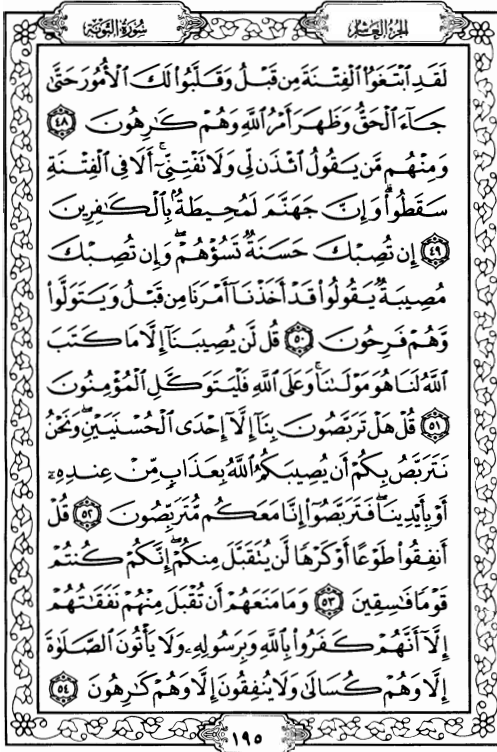 سُورَةُ التَّوْبَةِ
الجُزْءُ العَاشِرُ
لَقَدِ ٱبْتَغَوُا۟ ٱلْفِتْنَةَ مِن قَبْلُ وَقَلَّبُوا۟ لَكَ ٱلْأُمُورَ حَتَّىٰ
جَآءَ ٱلْحَقُّ وَظَهَرَ أَمْرُ ٱللَّهِ وَهُمْ كَـٰرِهُونَ ٤٨
وَمِنْهُم مَّن يَقُولُ ٱئْذَن لِّى وَلَا تَفْتِنِّىٓ ۚ أَلَا فِى ٱلْفِتْنَةِ
سَقَطُوا۟ ۗ وَإِنَّ جَهَنَّمَ لَمُحِيطَةٌۢ بِٱلْكَـٰفِرِينَ
٤٩ إِن تُصِبْكَ حَسَنَةٌ تَسُؤْهُمْ ۖ وَإِن تُصِبْكَ
مُصِيبَةٌ يَقُولُوا۟ قَدْ أَخَذْنَآ أَمْرَنَا مِن قَبْلُ وَيَتَوَلَّوا۟
وَّهُمْ فَرِحُونَ ٥٠ قُل لَّن يُصِيبَنَآ إِلَّا مَا كَتَبَ
ٱللَّهُ لَنَا هُوَ مَوْلَىٰنَا ۚ وَعَلَى ٱللَّهِ فَلْيَتَوَكَّلِ ٱلْمُؤْمِنُونَ
٥١ قُلْ هَلْ تَرَبَّصُونَ بِنَآ إِلَّآ إِحْدَى ٱلْحُسْنَيَيْنِ ۖ وَنَحْنُ
نَتَرَبَّصُ بِكُمْ أَن يُصِيبَكُمُ ٱللَّهُ بِعَذَابٍ مِّنْ عِندِهِۦٓ
أَوْ بِأَيْدِينَا ۖ فَتَرَبَّصُوٓا۟ إِنَّا مَعَكُم مُّتَرَبِّصُونَ ٥٢ قُلْ
أَنفِقُوا۟ طَوْعًا أَوْ كَرْهًا لَّن يُتَقَبَّلَ مِنكُمْ ۖ إِنَّكُمْ كُنتُمْ
قَوْمًا فَـٰسِقِينَ ٥٣ وَمَا مَنَعَهُمْ أَن تُقْبَلَ مِنْهُمْ نَفَقَـٰتُهُمْ
إِلَّآ أَنَّهُمْ كَفَرُوا۟ بِٱللَّهِ وَبِرَسُولِهِۦ وَلَا يَأْتُونَ ٱلصَّلَوٰةَ
إِلَّا وَهُمْ كُسَالَىٰ وَلَا يُنفِقُونَ إِلَّا وَهُمْ كَـٰرِهُونَ ٥٤
١٩٥